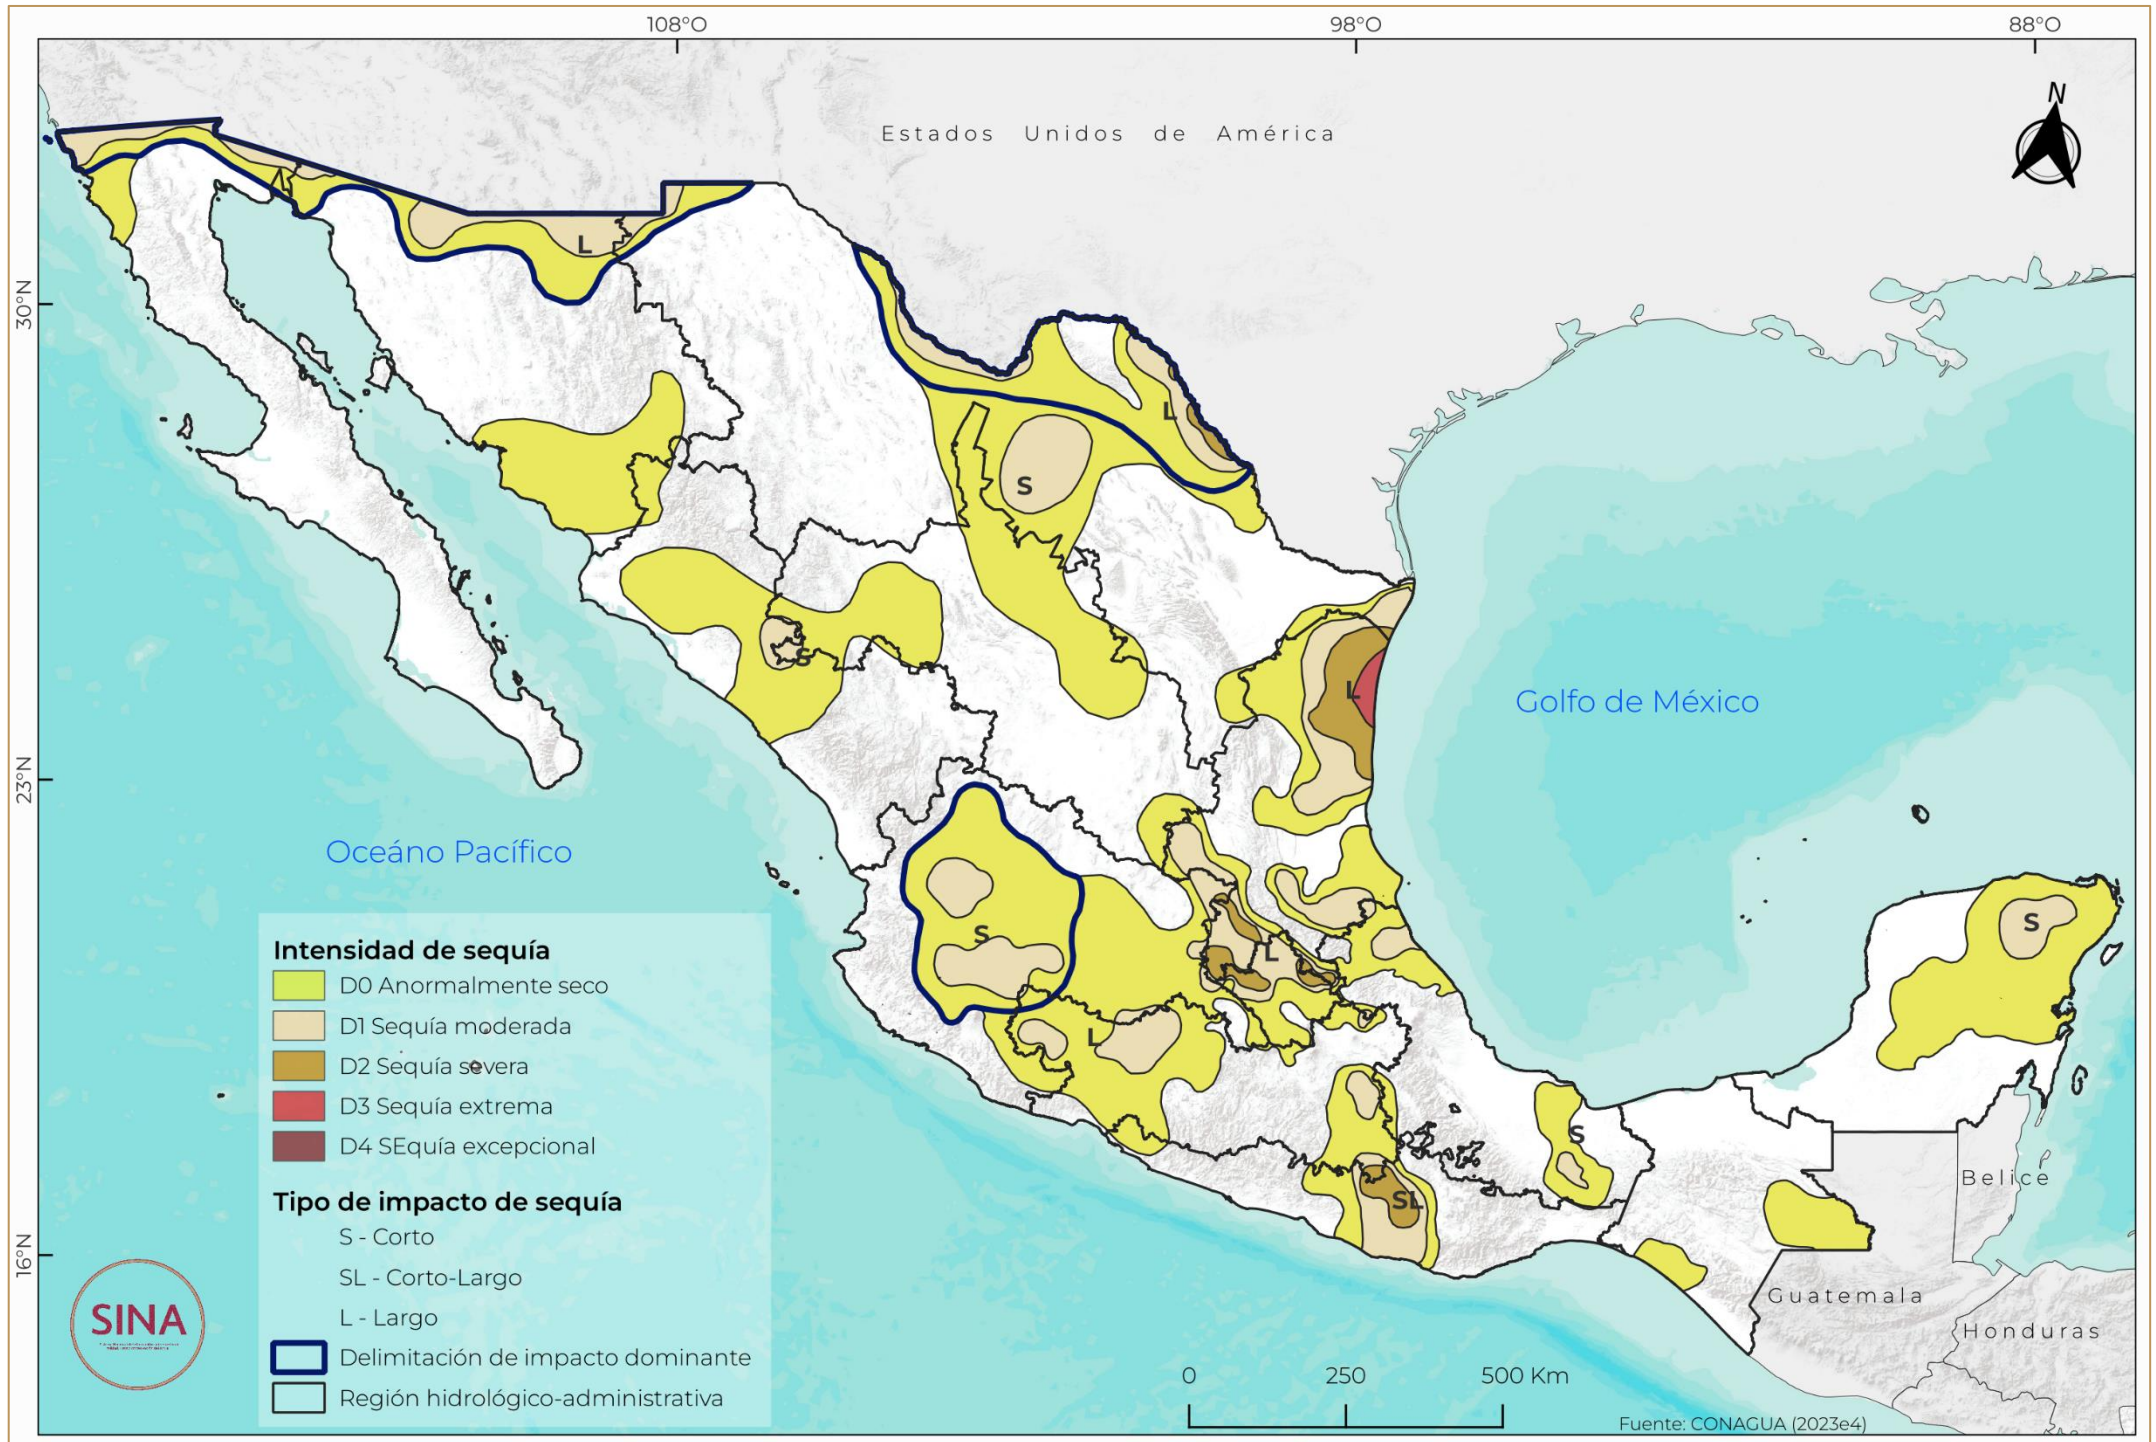 108°O
98°O
88°O
30°N
23°N
16°N
N
Estados Unidos de América
L
L
S
S
L
L
S
L
L
S
S
SL
Golfo de México
Océano Pacífico
Belice
Guatemala
Honduras
Intensidad de sequía
D0 Anormalmente seco
D1 Sequía moderada
D2 Sequía severa
D3 Sequía extrema
D4 SEquía excepcional
Tipo de impacto de sequía
S - Corto
SL - Corto-Largo
L - Largo
Delimitación de impacto dominante
Región hidrológico-administrativa
SINA
0 250 500 Km
Fuente: CONAGUA (2023e4)